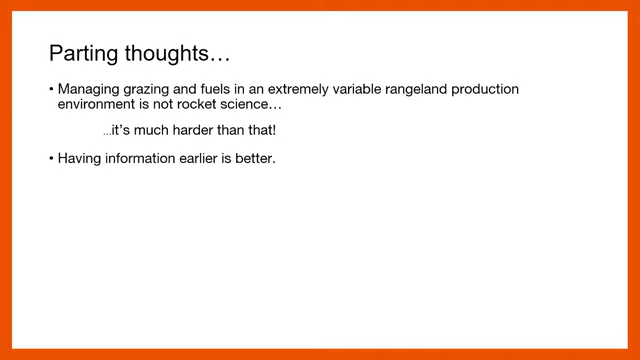 Parting thoughts…
• Managing grazing and fuels in an extremely variable rangeland production
environment is not rocket science…
…it's much harder than that!
• Having information earlier is better.